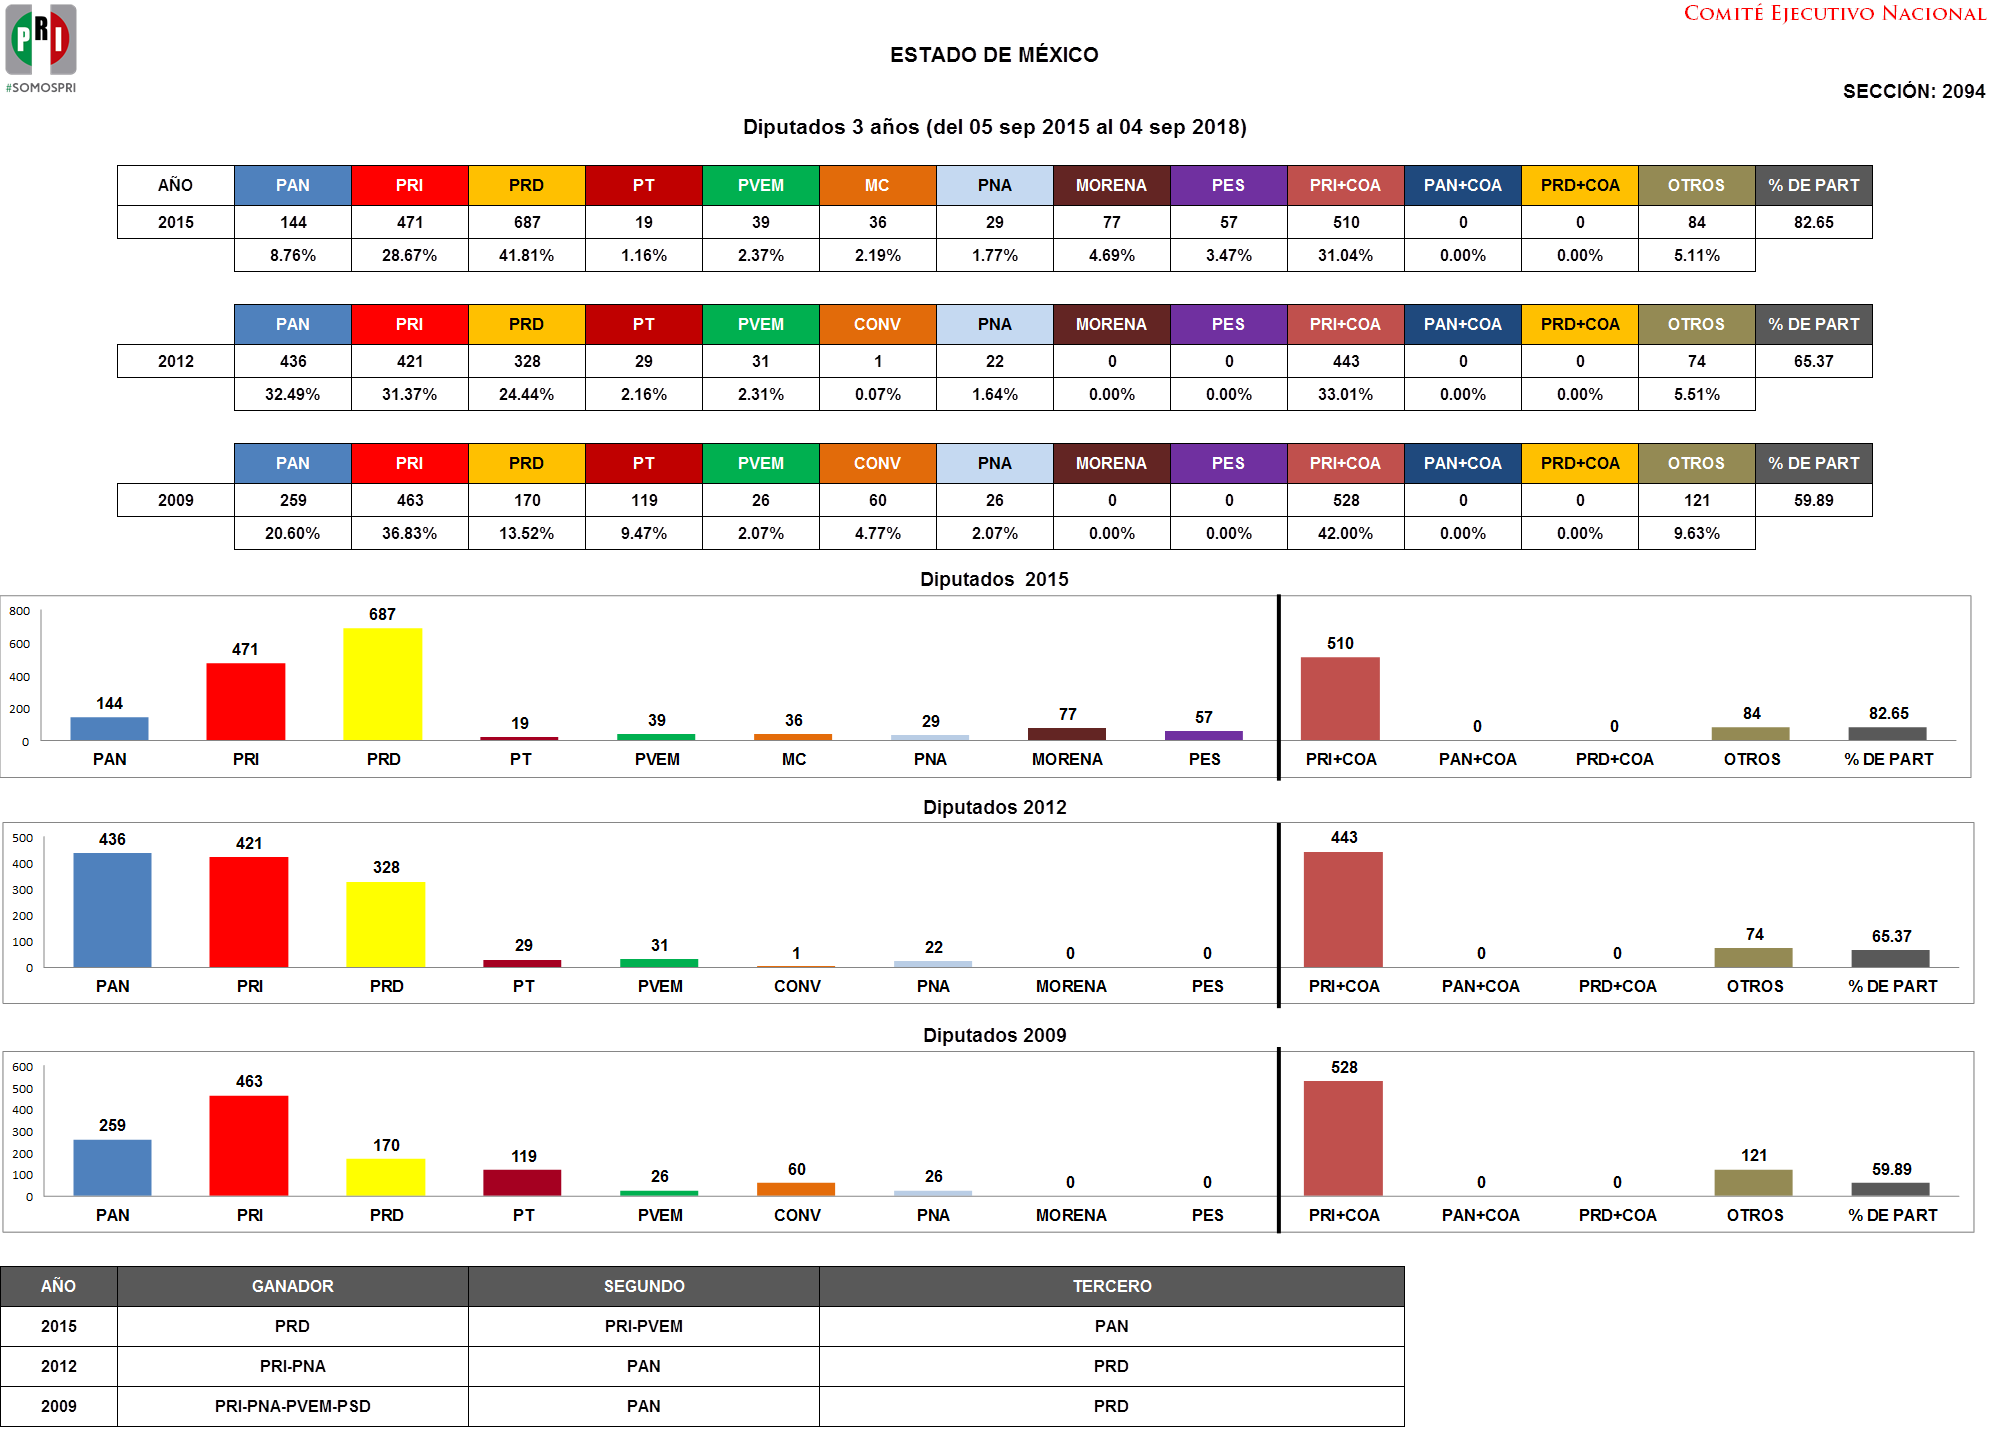 PRI
#SOMOSPRI
COMITÉ EJECUTIVO NACIONAL
ESTADO DE MÉXICO
SECCIÓN: 2094
Diputados 3 años (del 05 sep 2015 al 04 sep 2018)
AÑO PAN PRI PRD PT PVEM MC PNA MORENA PES PRI+COA PAN+COA PRD+COA OTROS % DE PART
2015 144 471 687 19 39 36 29 77 57 510 0 0 84 82.65
8.76% 28.67% 41.81% 1.16% 2.37% 2.19% 1.77% 4.69% 3.47% 31.04% 0.00% 0.00% 5.11%
PAN PRI PRD PT PVEM CONV PNA MORENA PES PRI+COA PAN+COA PRD+COA OTROS % DE PART
2012 436 421 328 29 31 1 22 0 0 443 0 0 74 65.37
32.49% 31.37% 24.44% 2.16% 2.31% 0.07% 1.64% 0.00% 0.00% 33.01% 0.00% 0.00% 5.51%
PAN PRI PRD PT PVEM CONV PNA MORENA PES PRI+COA PAN+COA PRD+COA OTROS % DE PART
2009 259 463 170 119 26 60 26 0 0 528 0 0 121 59.89
20.60% 36.83% 13.52% 9.47% 2.07% 4.77% 2.07% 0.00% 0.00% 42.00% 0.00% 0.00% 9.63%
Diputados 2015
800
600
400
200
0
144 471 687 19 39 36 29 77 57 510 0 0 84 82.65
PAN PRI PRD PT PVEM MC PNA MORENA PES PRI+COA PAN+COA PRD+COA OTROS % DE PART
Diputados 2012
500
400
300
200
100
0
436 421 328 29 31 1 22 0 0 443 0 0 74 65.37
PAN PRI PRD PT PVEM CONV PNA MORENA PES PRI+COA PAN+COA PRD+COA OTROS % DE PART
Diputados 2009
600
500
400
300
200
100
0
259 463 170 119 26 60 26 0 0 528 0 0 121 59.89
PAN PRI PRD PT PVEM CONV PNA MORENA PES PRI+COA PAN+COA PRD+COA OTROS % DE PART
AÑO GANADOR SEGUNDO TERCERO
2015 PRD PRI-PVEM PAN
2012 PRI-PNA PAN PRD
2009 PRI-PNA-PVEM-PSD PAN PRD